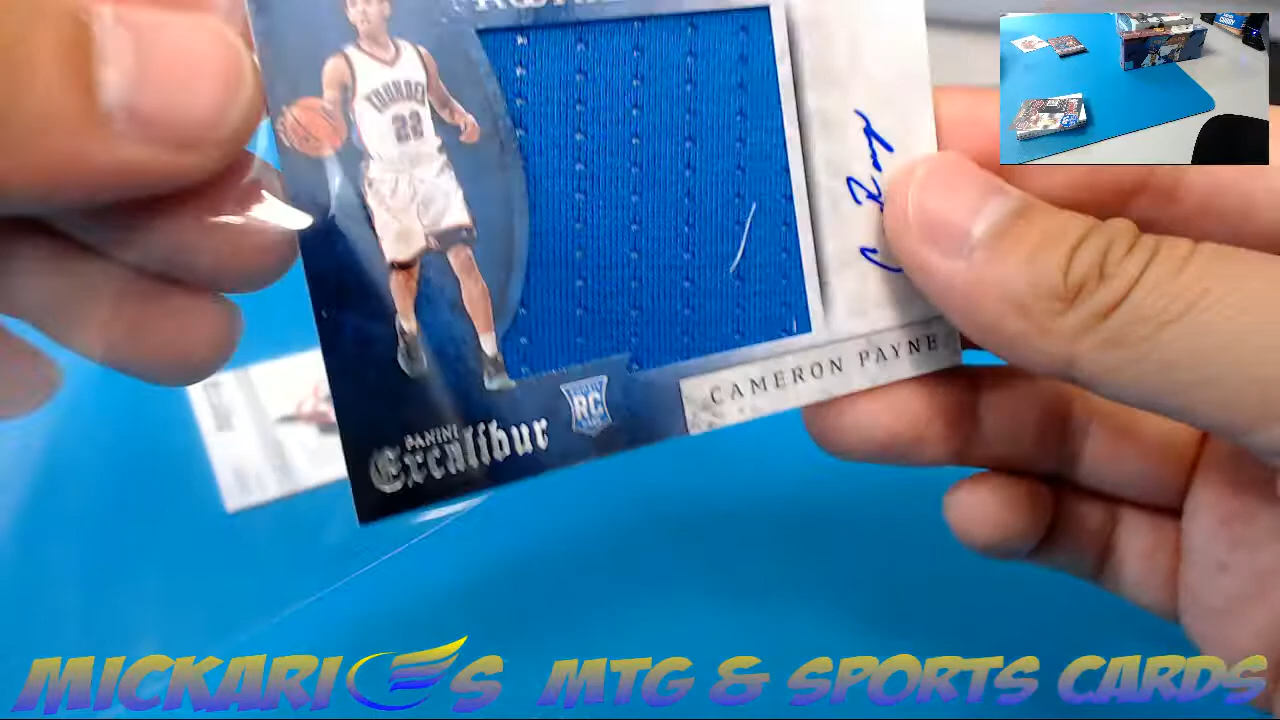 THUNDER
22
CAMERON PAYNE
RC
PANINI
Excalibur
MICKARIES MTG & SPORTS CARDS